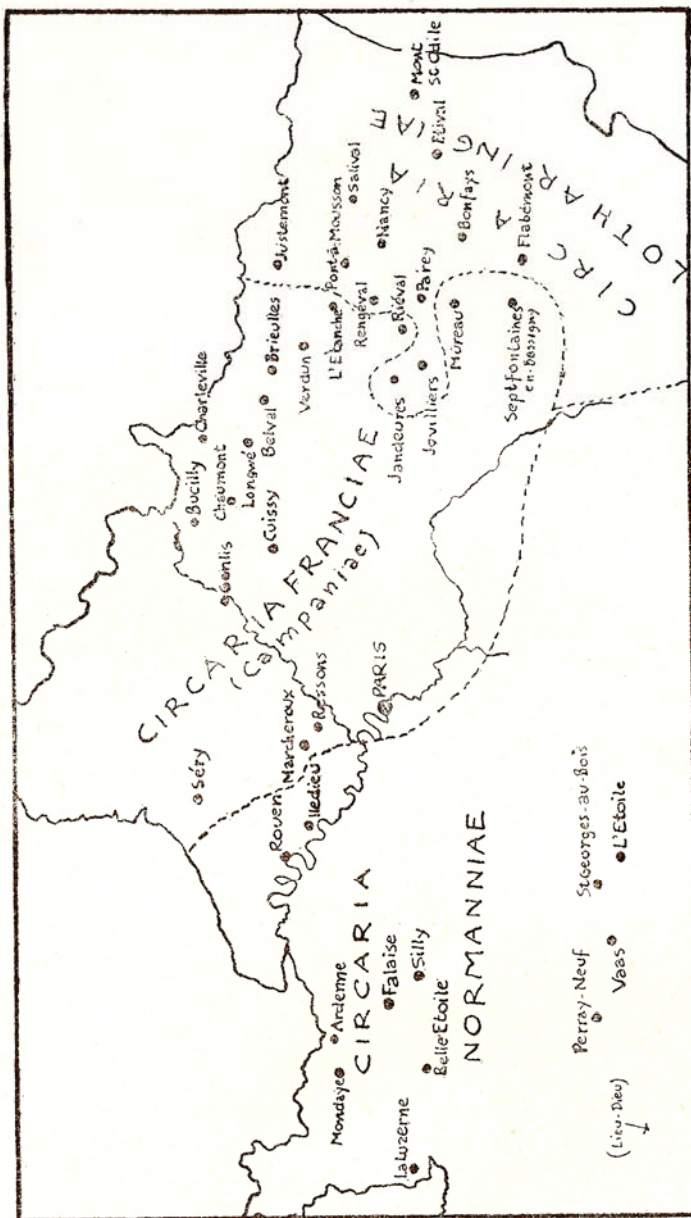 CIRCARIA FRANCIAE
(Campaniae)
CIRCARIA
NORMANNIAE
CIRCARIA
LOTHARINGIAE
Séry
Bucilly
Charleville
Chaumont
Genlis
Longwé
Belval
Cuissy
Brieulles
Justemont
Verdun
L'Etanche
Pont-à-Mousson
Salival
Rengéval
Nancy
Riéval
Parey
Jandeures
Jovilliers
Mureau
Bonfays
Etival
Mont
St Odile
Flabémont
Septfontaines
en-Bassigny
Rouen
Marcheroux
Ressons
Iledieu
PARIS
Mondaye
Ardenne
Falaise
Silly
Belle Etoile
La Luzerne
Perray-Neuf
St Georges-au-Bois
Vaas
L'Etoile
(Lieu-Dieu)